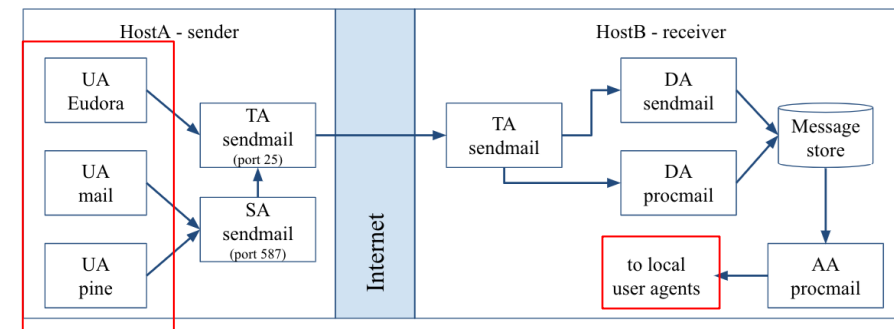 HostA - sender
HostB - receiver
UA
Eudora
UA
mail
UA
pine
TA
sendmail
(port 25)
SA
sendmail
(port 587)
Internet
TA
sendmail
DA
sendmail
DA
procmail
Message
store
to local
user agents
AA
procmail